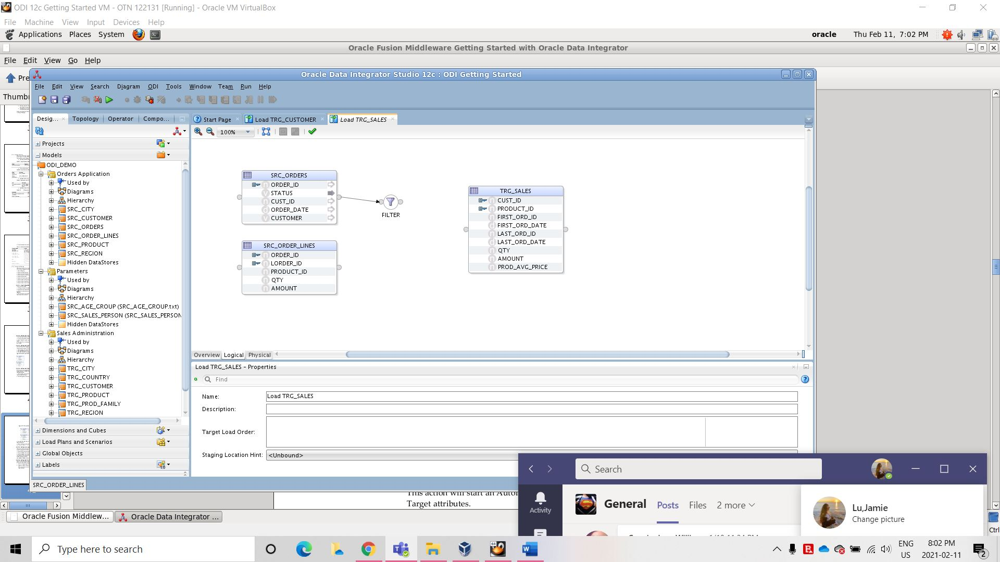 ODI 12c Getting Started VM - OTN 122131 [Running] - Oracle VM VirtualBox
File Machine View Input Devices Help
Applications Places System
oracle Thu Feb 11, 7:02 PM
Oracle Fusion Middleware Getting Started with Oracle Data Integrator
File Edit View Go Help
Pre
Thumbn
Oracle Data Integrator Studio 12c : ODI Getting Started
File Edit View Search Diagram ODI Tools Window Team Run Help
Desig... Topology Operator Compo...
Start Page Load TRG_CUSTOMER Load TRG_SALES
100%
Projects
Models
ODI_DEMO
Orders Application
Used by
Diagrams
Hierarchy
SRC_CITY
SRC_CUSTOMER
SRC_ORDERS
SRC_ORDER_LINES
SRC_PRODUCT
SRC_REGION
Hidden DataStores
Parameters
Used by
Diagrams
Hierarchy
SRC_AGE_GROUP (SRC_AGE_GROUP.txt)
SRC_SALES_PERSON (SRC_SALES_PERSON
Hidden DataStores
Sales Administration
Used by
Diagrams
Hierarchy
TRG_CITY
TRG_COUNTRY
TRG_CUSTOMER
TRG_PRODUCT
TRG_PROD_FAMILY
TRG_REGION
Dimensions and Cubes
Load Plans and Scenarios
Global Objects
Labels
SRC_ORDER_LINES
SRC_ORDERS
ORDER_ID
STATUS
CUST_ID
ORDER_DATE
CUSTOMER
FILTER
SRC_ORDER_LINES
ORDER_ID
LORDER_ID
PRODUCT_ID
QTY
AMOUNT
TRG_SALES
CUST_ID
PRODUCT_ID
FIRST_ORD_ID
FIRST_ORD_DATE
LAST_ORD_ID
LAST_ORD_DATE
QTY
AMOUNT
PROD_AVG_PRICE
Overview Logical Physical
Load TRG_SALES - Properties
Find
Name: Load TRG_SALES
Description:
Target Load Order:
Staging Location Hint: <Unbound>
This action will start an Autom
Target attributes.
Search
Activity
General Posts Files 2 more
Lu,Jamie
Change picture
Oracle Fusion Middlew... Oracle Data Integrator ...
Ctrl
Type here to search
64
ENG
US
8:02 PM
2021-02-11
2